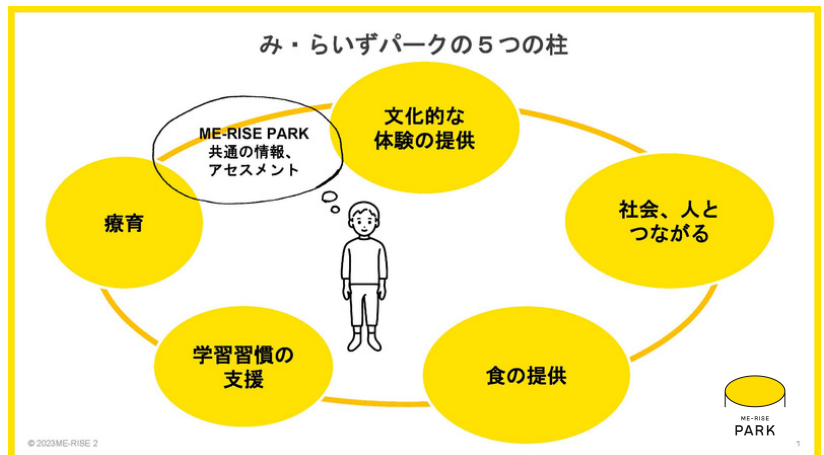 み・らいずパークの５つの柱
文化的な
体験の提供
ME-RISE PARK
共通の情報、
アセスメント
療育
社会、人と
つながる
学習習慣の
支援
食の提供
ME-RISE
PARK
© 2023ME-RISE 2
1